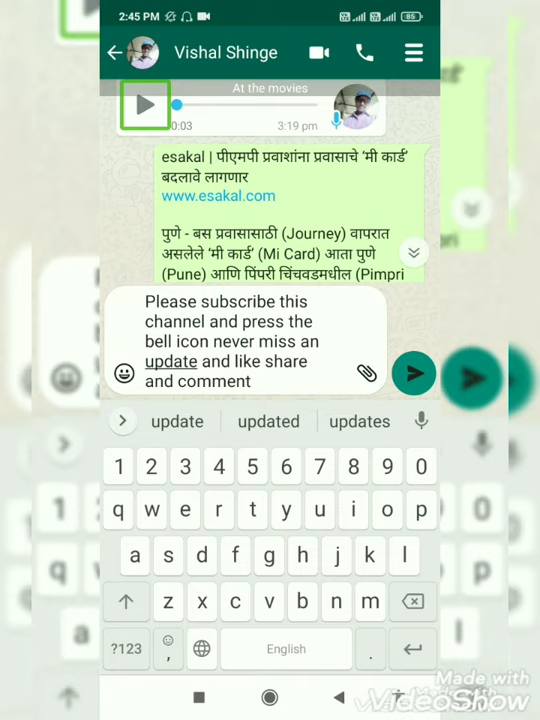 2:45 PM
85
Vishal Shinge
At the movies
0:03
3:19 pm
esakal | पीएमपी प्रवाशांना प्रवासाचे 'मी कार्ड'
बदलावे लागणार
www.esakal.com
पुणे - बस प्रवासासाठी (Journey) वापरात
असलेले 'मी कार्ड' (Mi Card) आता पुणे
(Pune) आणि पिंपरी चिंचवडमधील (Pimpri
Please subscribe this
channel and press the
bell icon never miss an
update and like share
and comment
update updated updates
1 2 3 4 5 6 7 8 9 0
q w e r t y u i o p
a s d f g h j k l
z x c v b n m
?123 , English .
Made with
VideoShow